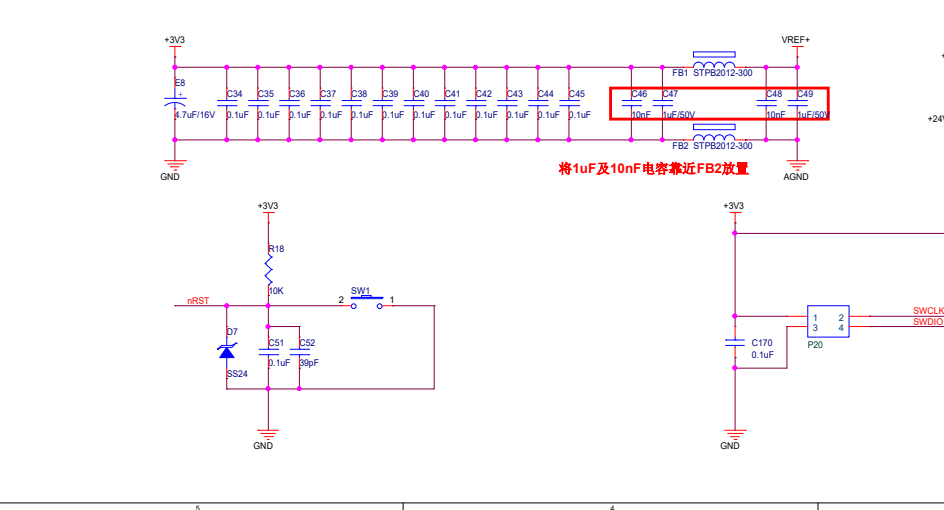 +3V3
VREF+
E8
+
4.7uF/16V
C34
0.1uF
C35
0.1uF
C36
0.1uF
C37
0.1uF
C38
0.1uF
C39
0.1uF
C40
0.1uF
C41
0.1uF
C42
0.1uF
C43
0.1uF
C44
0.1uF
C45
0.1uF
C46
10nF
C47
1uF/50V
FB1 STPB2012-300
C48
10nF
C49
1uF/50V
FB2 STPB2012-300
GND
AGND
将1uF及10nF电容靠近FB2放置
+3V3
R18
10K
nRST
2
SW1
1
D7
SS24
C51
0.1uF
C52
39pF
GND
+3V3
C170
0.1uF
1 2
3 4
P20
SWCLK
SWDIO
GND
5
4